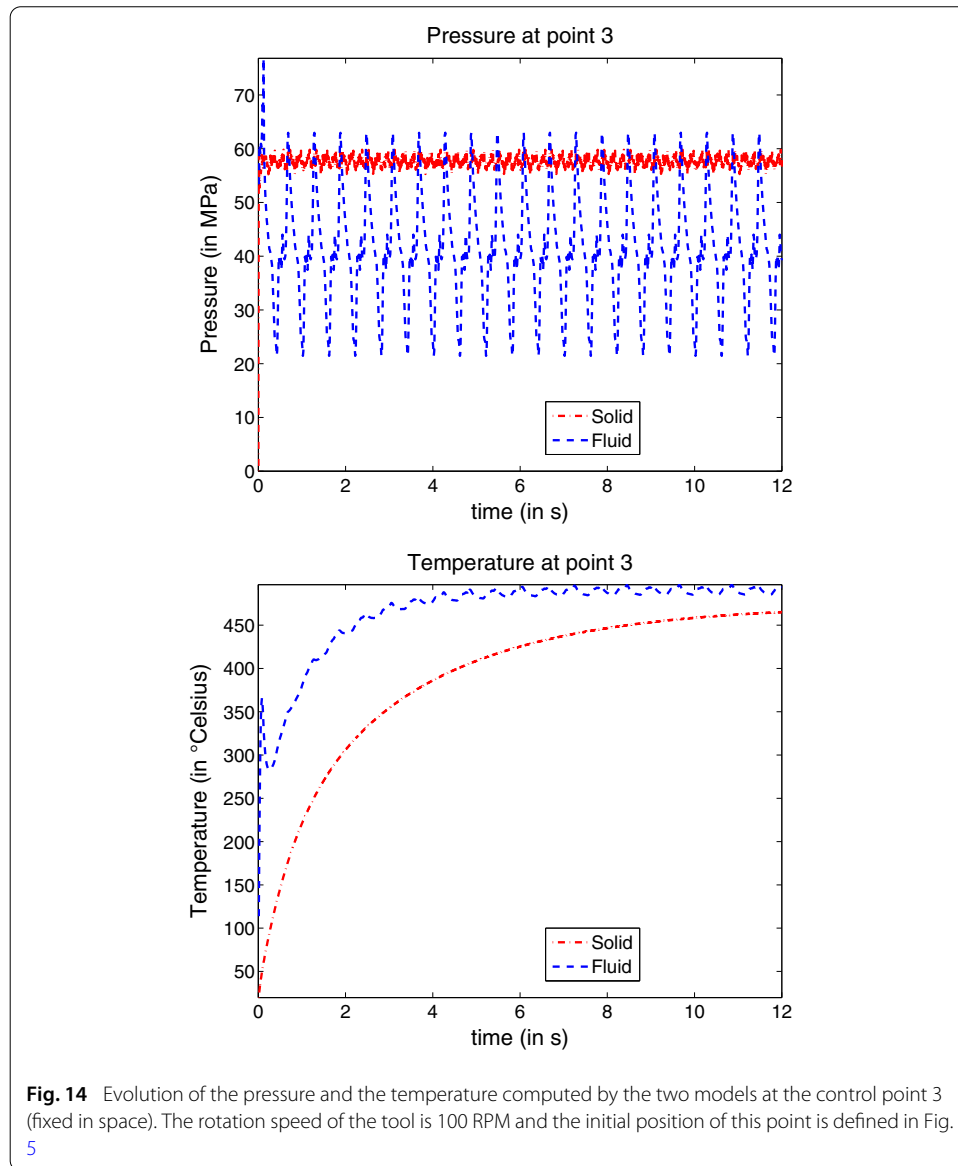 Pressure at point 3
70
60
50
40
30
20
10
0
Pressure (in MPa)
Solid
Fluid
0 2 4 6 8 10 12
time (in s)
Temperature at point 3
450
400
350
300
250
200
150
100
50
Temperature (in °Celsius)
Solid
Fluid
0 2 4 6 8 10 12
time (in s)
Fig. 14 Evolution of the pressure and the temperature computed by the two models at the control point 3
(fixed in space). The rotation speed of the tool is 100 RPM and the initial position of this point is defined in Fig.
5